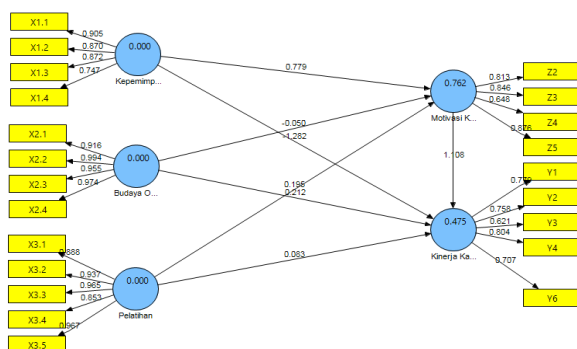 X1.1
0.905
X1.2
0.870
X1.3
0.872
X1.4
0.747
0.000
Kepemimp...
0.779
X2.1
0.916
X2.2
0.994
X2.3
0.955
X2.4
0.974
0.000
Budaya O...
-0.050
-1.282
0.212
X3.1
0.888
X3.2
0.937
X3.3
0.965
X3.4
0.853
X3.5
0.967
0.000
Pelatihan
0.083
0.762
Motivasi K...
1.108
Z2
0.813
Z3
0.846
Z4
0.648
Z5
0.876
0.475
Kinerja Ka...
Y1
Y2
0.758
Y3
0.621
Y4
0.804
Y6
0.707